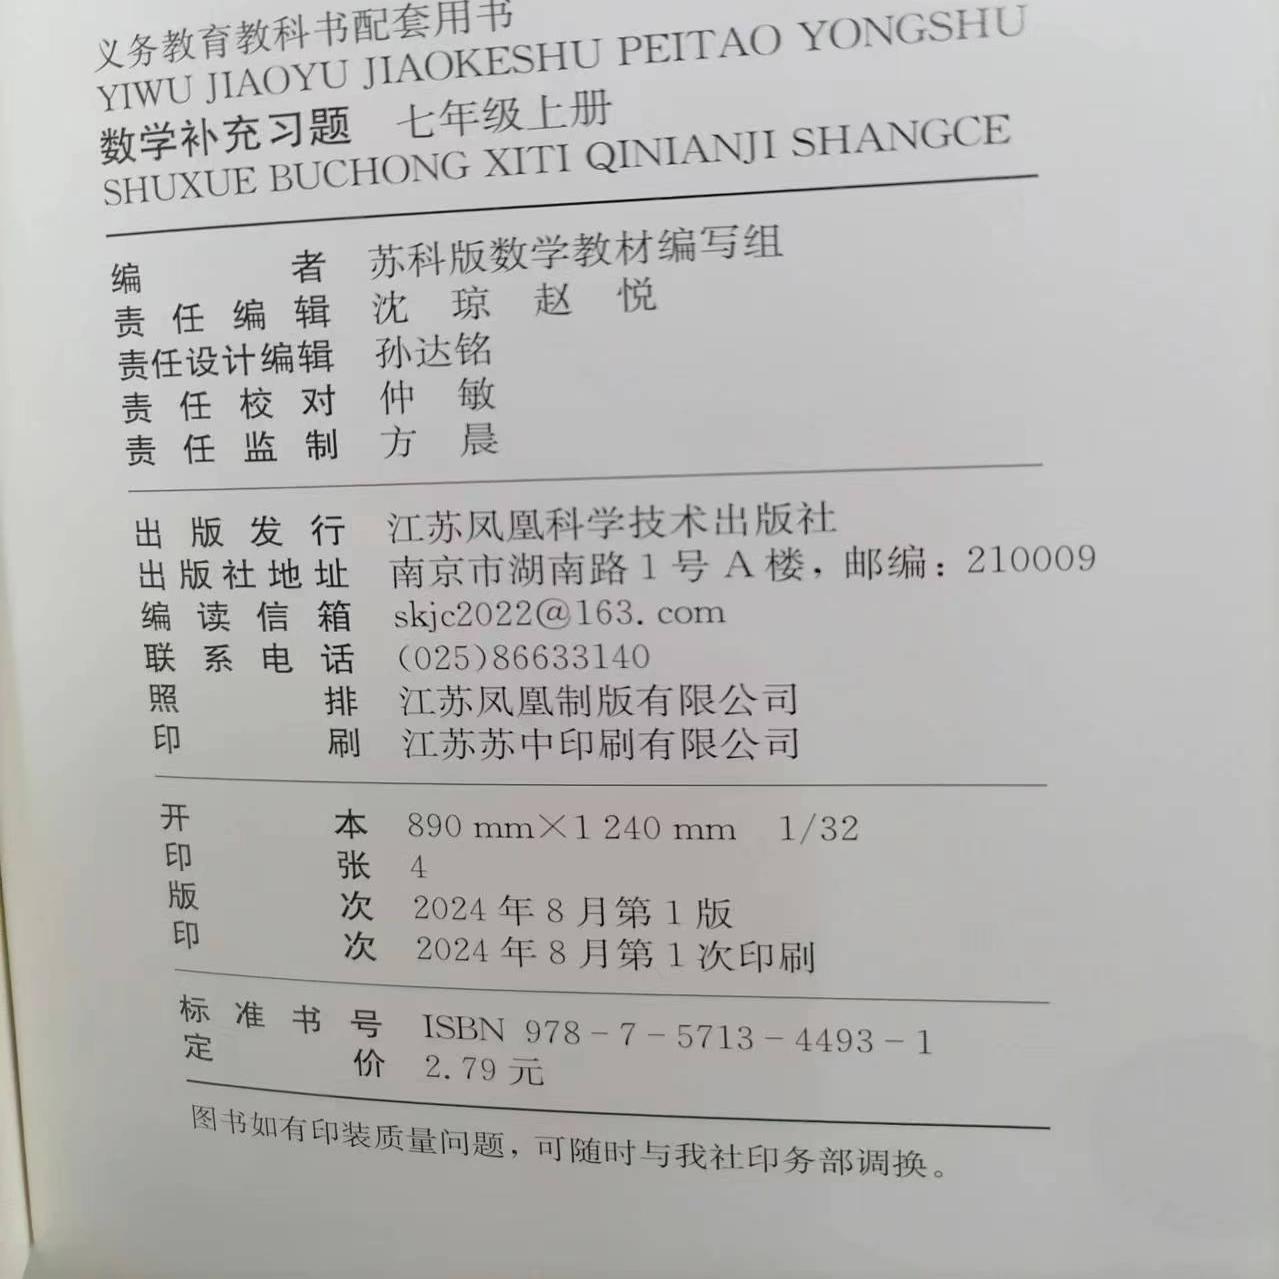 义务教育教科书配套用书
YIWU JIAOYU JIAOKESHU PEITAO YONGSHU
数学补充习题 七年级上册
SHUXUE BUCHONG XITI QINIANJI SHANGCE
编 者 苏科版数学教材编写组
责任编辑 沈 琼 赵 悦
责任设计编辑 孙达铭
责任校对 仲 敏
责任监制 方 晨
出版发行 江苏凤凰科学技术出版社
出版社地址 南京市湖南路 1 号 A 楼，邮编：210009
编读信箱 skjc2022@163.com
联系电话 (025)86633140
照 排 江苏凤凰制版有限公司
印 刷 江苏苏中印刷有限公司
开 本 890 mm×1 240 mm 1/32
印 张 4
版 次 2024 年 8 月第 1 版
印 次 2024 年 8 月第 1 次印刷
标准书号 ISBN 978-7-5713-4493-1
定 价 2.79 元
图书如有印装质量问题，可随时与我社印务部调换。